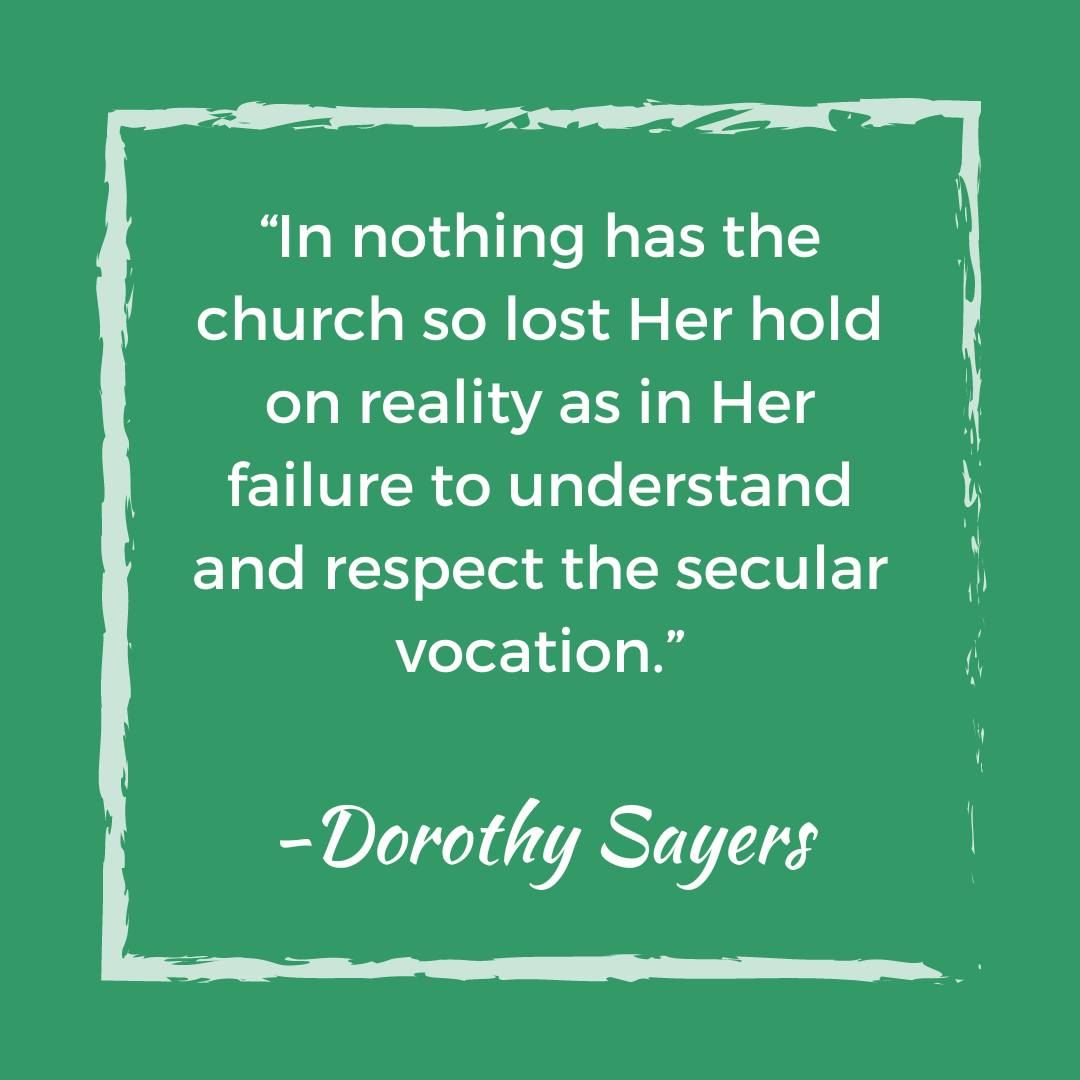 “In nothing has the
church so lost Her hold
on reality as in Her
failure to understand
and respect the secular
vocation.”
–Dorothy Sayers